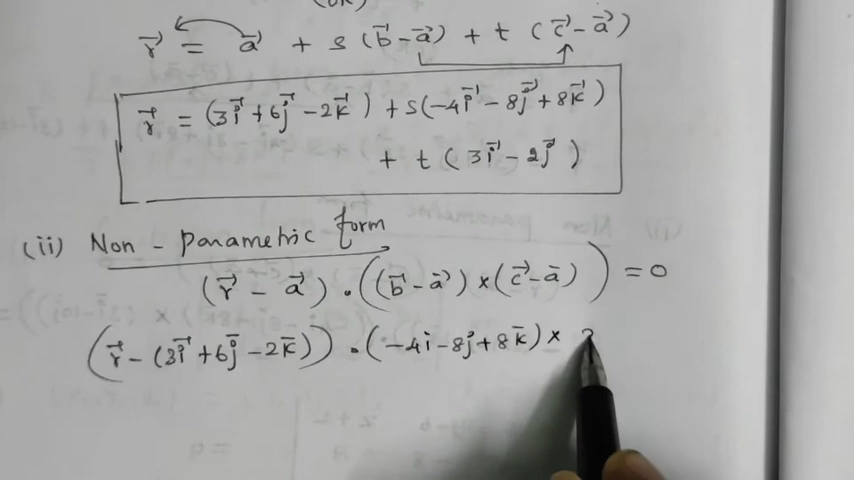 (OR)
r⃗ = a⃗ + s (b⃗ - a⃗) + t (c⃗ - a⃗)
r⃗ = (3i⃗ + 6j⃗ - 2k⃗) + s(-4i⃗ - 8j⃗ + 8k⃗)
+ t (3i⃗ - 2j⃗)
(ii) Non - parametric form
(r⃗ - a⃗) . ((b⃗ - a⃗) × (c⃗ - a̅)) = 0
(r⃗ - (3i⃗ + 6j̅ - 2k̅)) . (-4i - 8j + 8k̅) ×